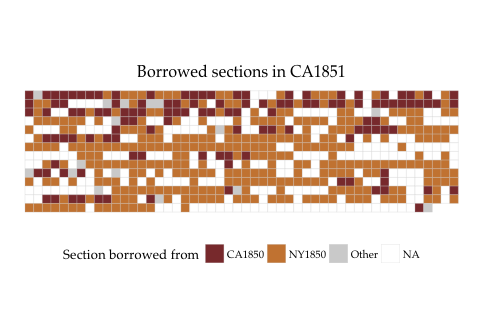 Borrowed sections in CA1851
Section borrowed from CA1850 NY1850 Other NA